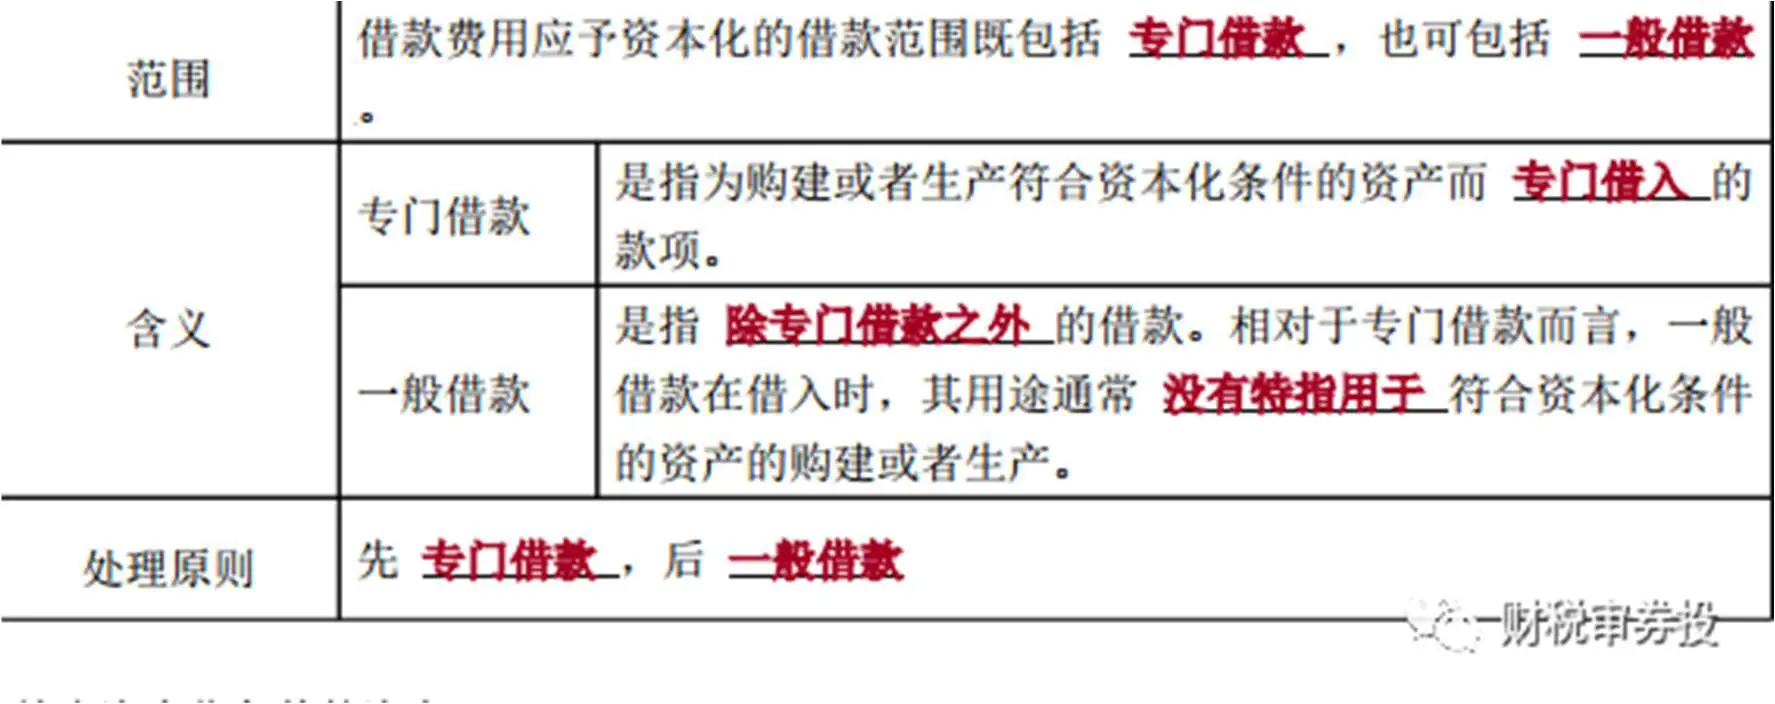 范围
借款费用应予资本化的借款范围既包括 专门借款 ，也可包括 一般借款
。
含义
专门借款
是指为购建或者生产符合资本化条件的资产而 专门借入 的
款项。
一般借款
是指 除专门借款之外 的借款。相对于专门借款而言，一般
借款在借入时，其用途通常 没有特指用于 符合资本化条件
的资产的购建或者生产。
处理原则
先 专门借款 ，后 一般借款
财税审券投